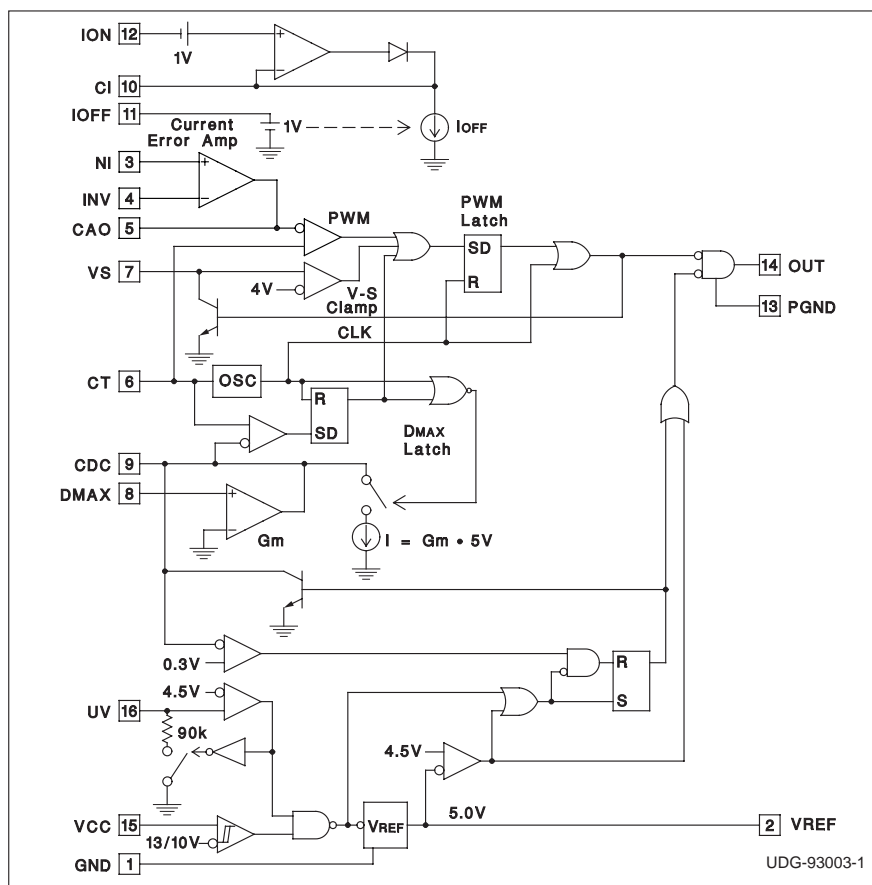 ION 12
1V
CI 10
IOFF 11
1V
IOFF
Current
Error Amp
NI 3
INV 4
CAO 5
PWM
PWM
Latch
SD
R
VS 7
4V
V-S
Clamp
14 OUT
13 PGND
CLK
CT 6
OSC
R
SD
DMAX
Latch
CDC 9
DMAX 8
Gm
I = Gm • 5V
0.3V
R
S
4.5V
UV 16
90k
4.5V
VCC 15
13/10V
VREF
5.0V
2 VREF
GND 1
UDG-93003-1